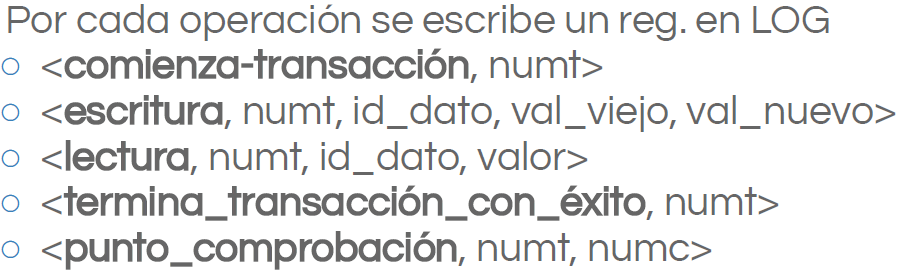 Por cada operación se escribe un reg. en LOG
○ <comienza-transacción, numt>
○ <escritura, numt, id_dato, val_viejo, val_nuevo>
○ <lectura, numt, id_dato, valor>
○ <termina_transacción_con_éxito, numt>
○ <punto_comprobación, numt, numc>